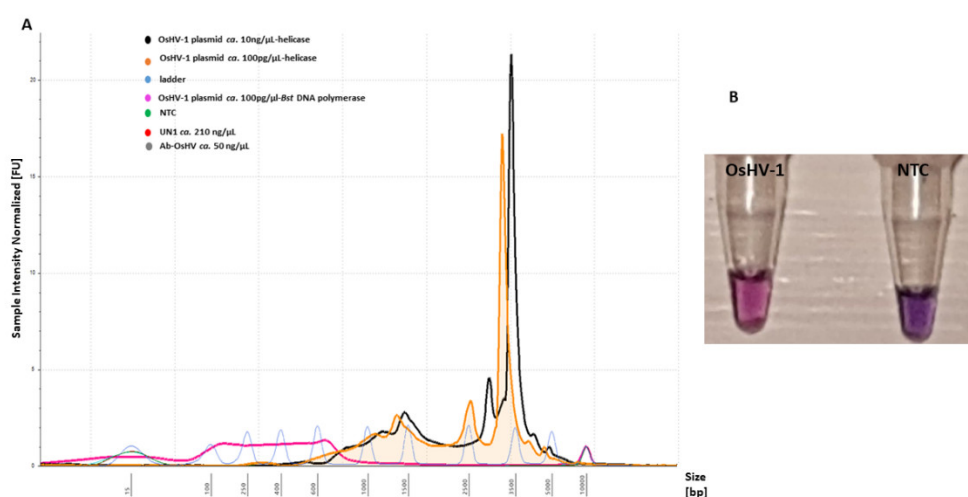 A
OsHV-1 plasmid ca. 10ng/µL-helicase
OsHV-1 plasmid ca. 100pg/µL-helicase
ladder
OsHV-1 plasmid ca. 100pg/µl-Bst DNA polymerase
NTC
UN1 ca. 210 ng/µL
Ab-OsHV ca. 50 ng/µL
Sample Intensity Normalized [FU]
20
15
10
5
0
15
100
250
400
600
1000
1500
2500
3500
5000
10000
Size
[bp]
B
OsHV-1
NTC